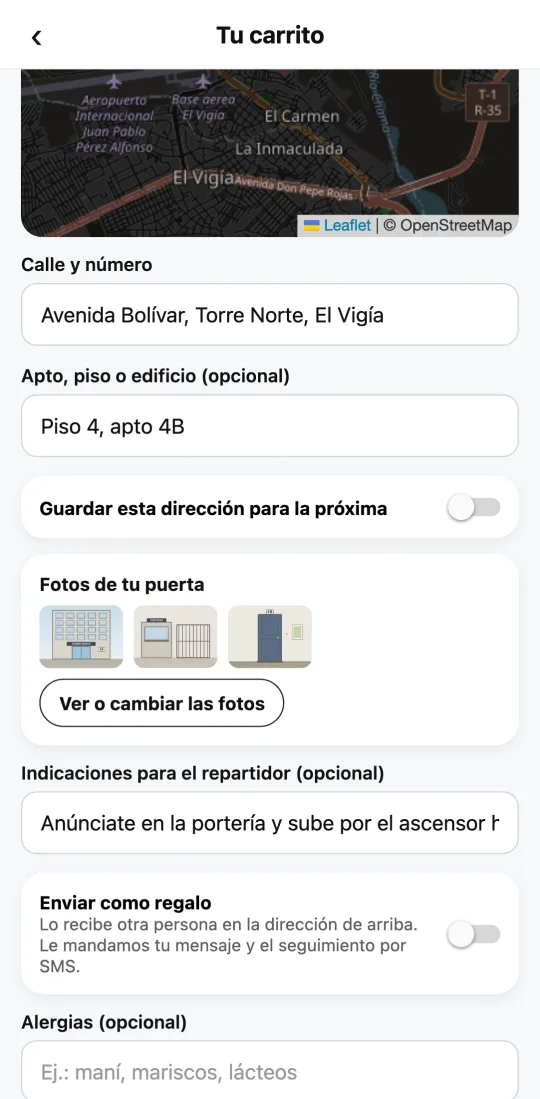 Tu carrito
Aeropuerto
Internacional
Juan Pablo
Pérez Alfonso
Base aerea
El Vigía
El Carmen
La Inmaculada
El Vigía
Avenida Don Pepe Rojas
Río Chama
T-1
R-35
Leaflet | © OpenStreetMap
Calle y número
Avenida Bolívar, Torre Norte, El Vigía
Apto, piso o edificio (opcional)
Piso 4, apto 4B
Guardar esta dirección para la próxima
Fotos de tu puerta
Ver o cambiar las fotos
Indicaciones para el repartidor (opcional)
Anúnciate en la portería y sube por el ascensor h
Enviar como regalo
Lo recibe otra persona en la dirección de arriba.
Le mandamos tu mensaje y el seguimiento por
SMS.
Alergias (opcional)
Ej.: maní, mariscos, lácteos